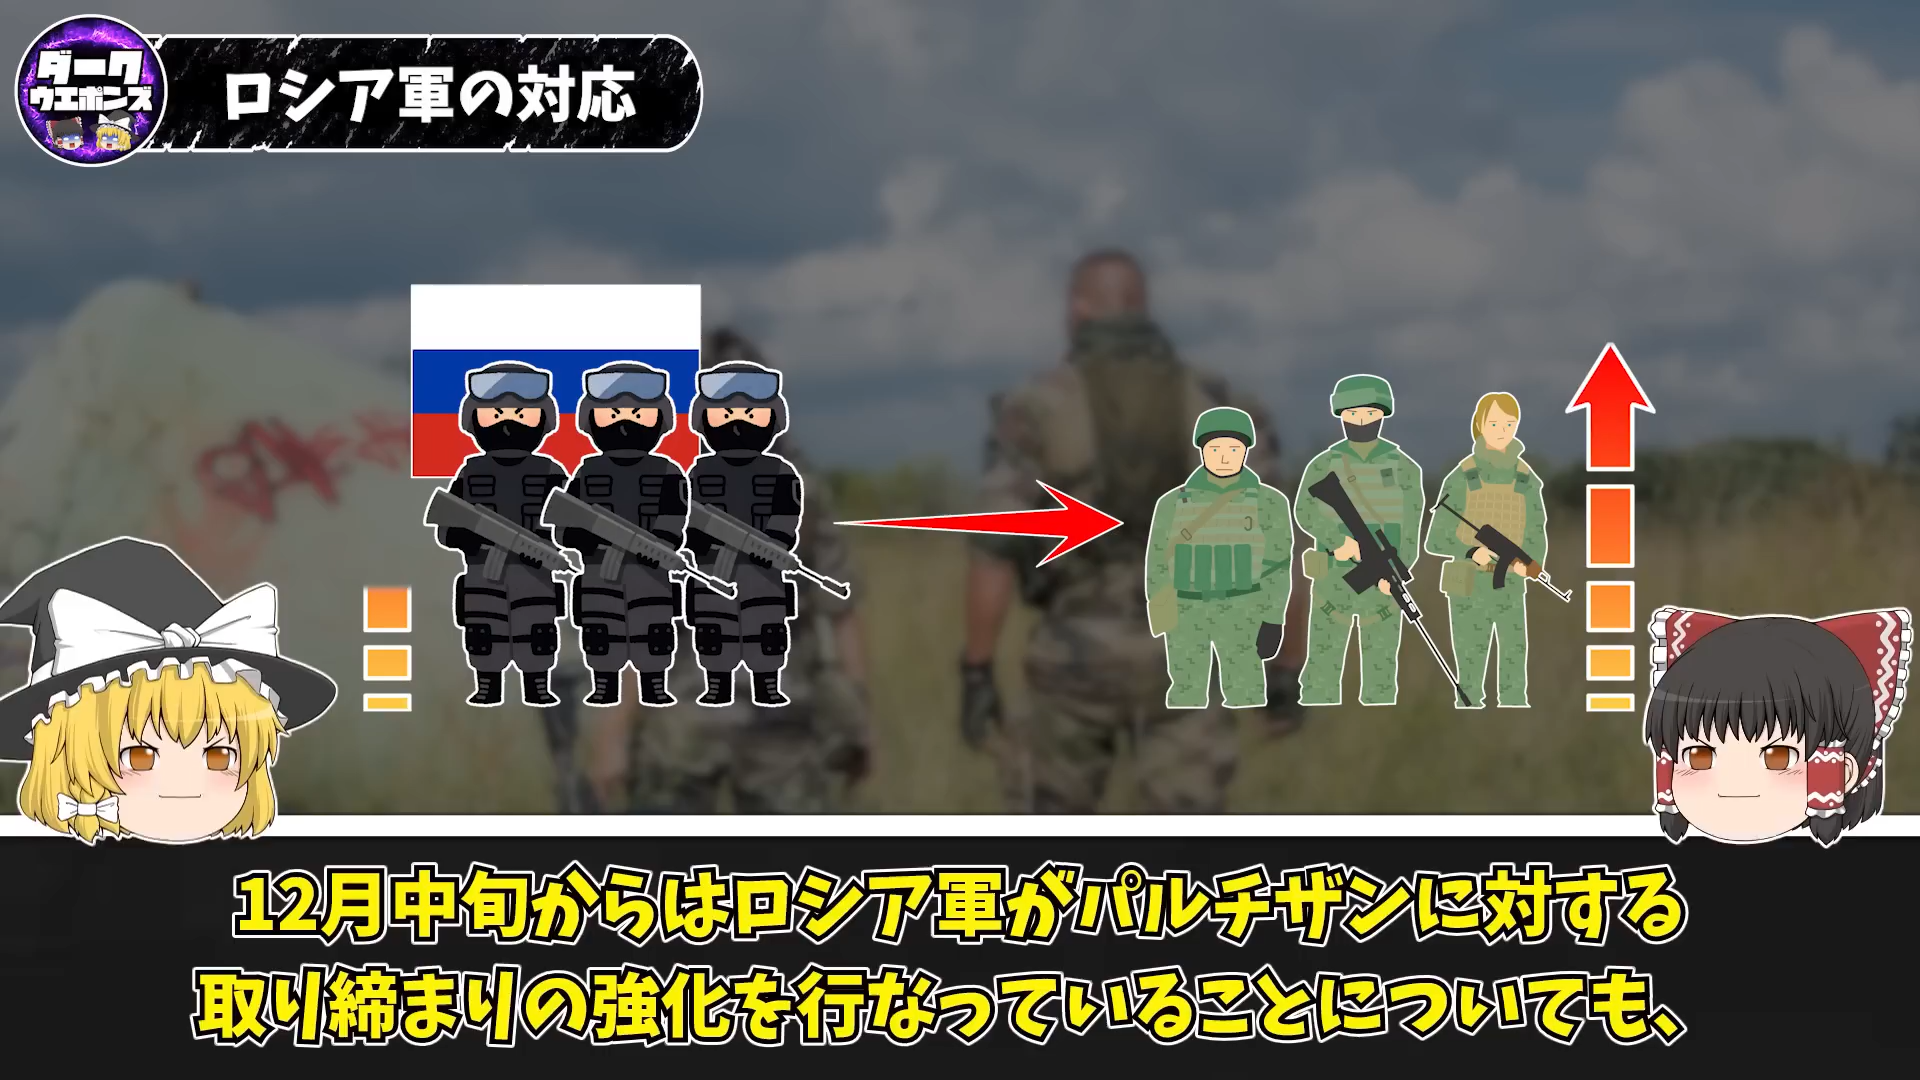 ダーク
ウエポンズ
ロシア軍の対応
12月中旬からはロシア軍がパルチザンに対する
取り締まりの強化を行なっていることについても、